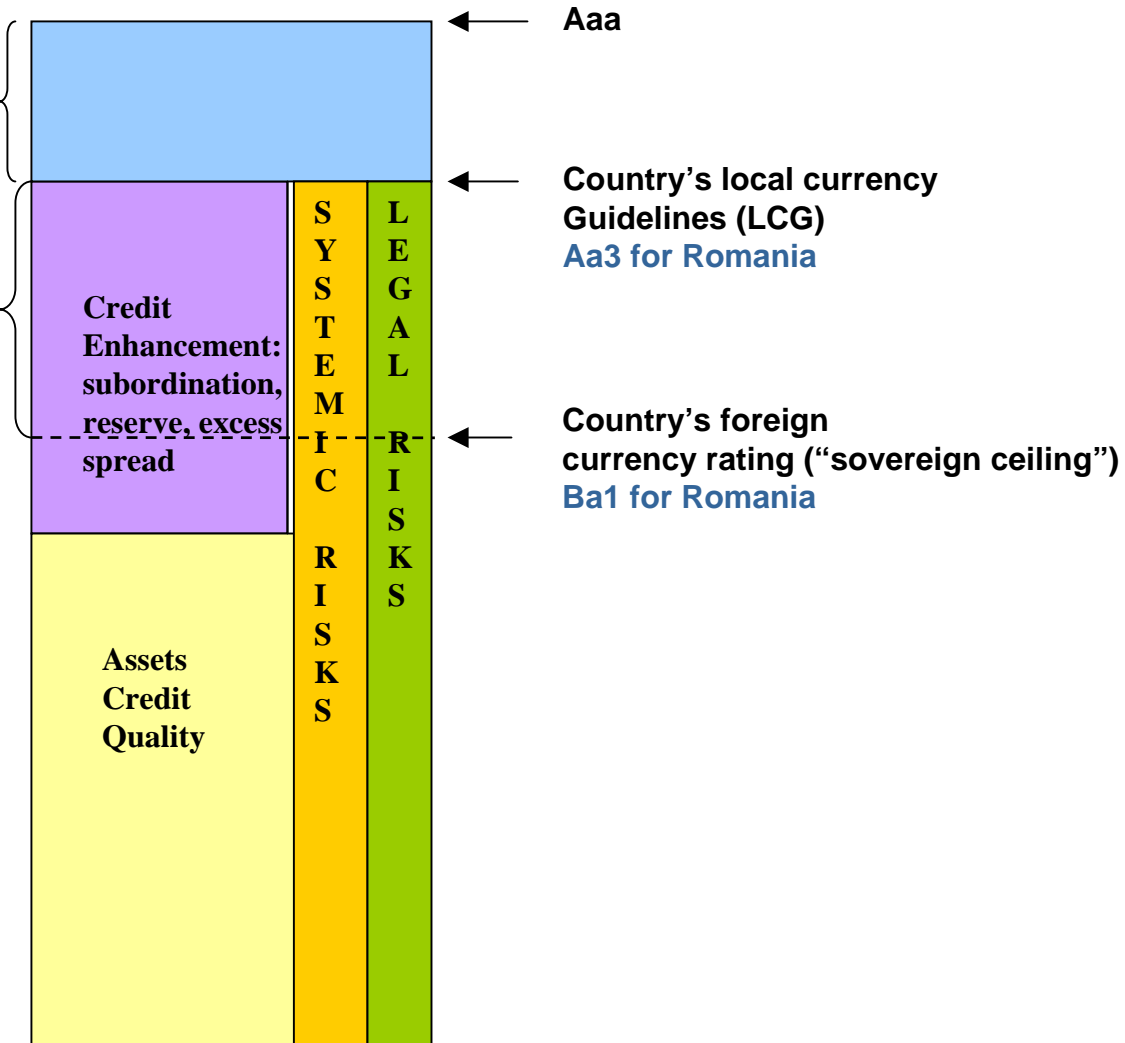 Aaa
Country’s local currency
Guidelines (LCG)
Aa3 for Romania
Credit
Enhancement:
subordination,
reserve, excess
spread
SYSTEMIC RISKS
LEGAL RISKS
Country’s foreign
currency rating (“sovereign ceiling”)
Ba1 for Romania
Assets
Credit
Quality